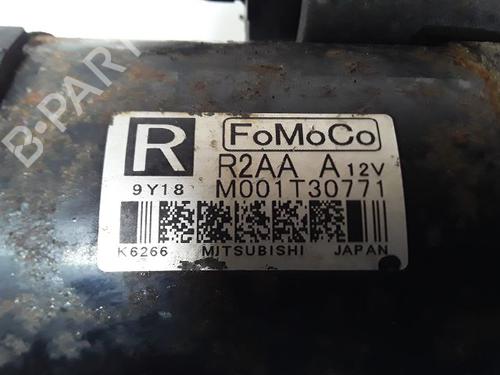 B-PARTS
R FoMoCo
R2AA A 12V
9Y18 M001T30771
K6266 MITSUBISHI JAPAN